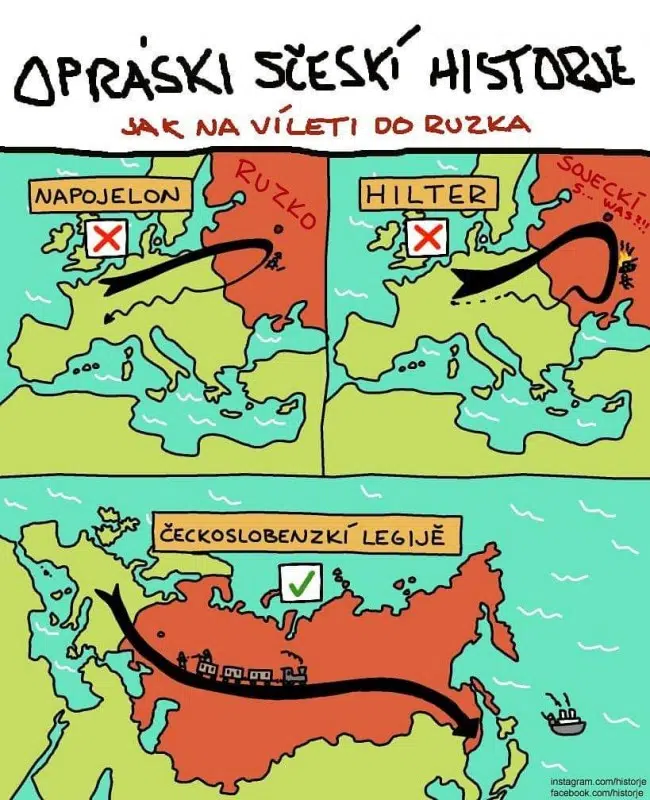 OPRÁSKI SČESKÍ HISTORJE
JAK NA VÍLETI DO RUZKA
NAPOJELON
RUZKO
HILTER
SOJECKÍ
S.. WAS?!!
ČECKOSLOBENZKÍ LEGIJĚ
instagram.com/historje
facebook.com/historje